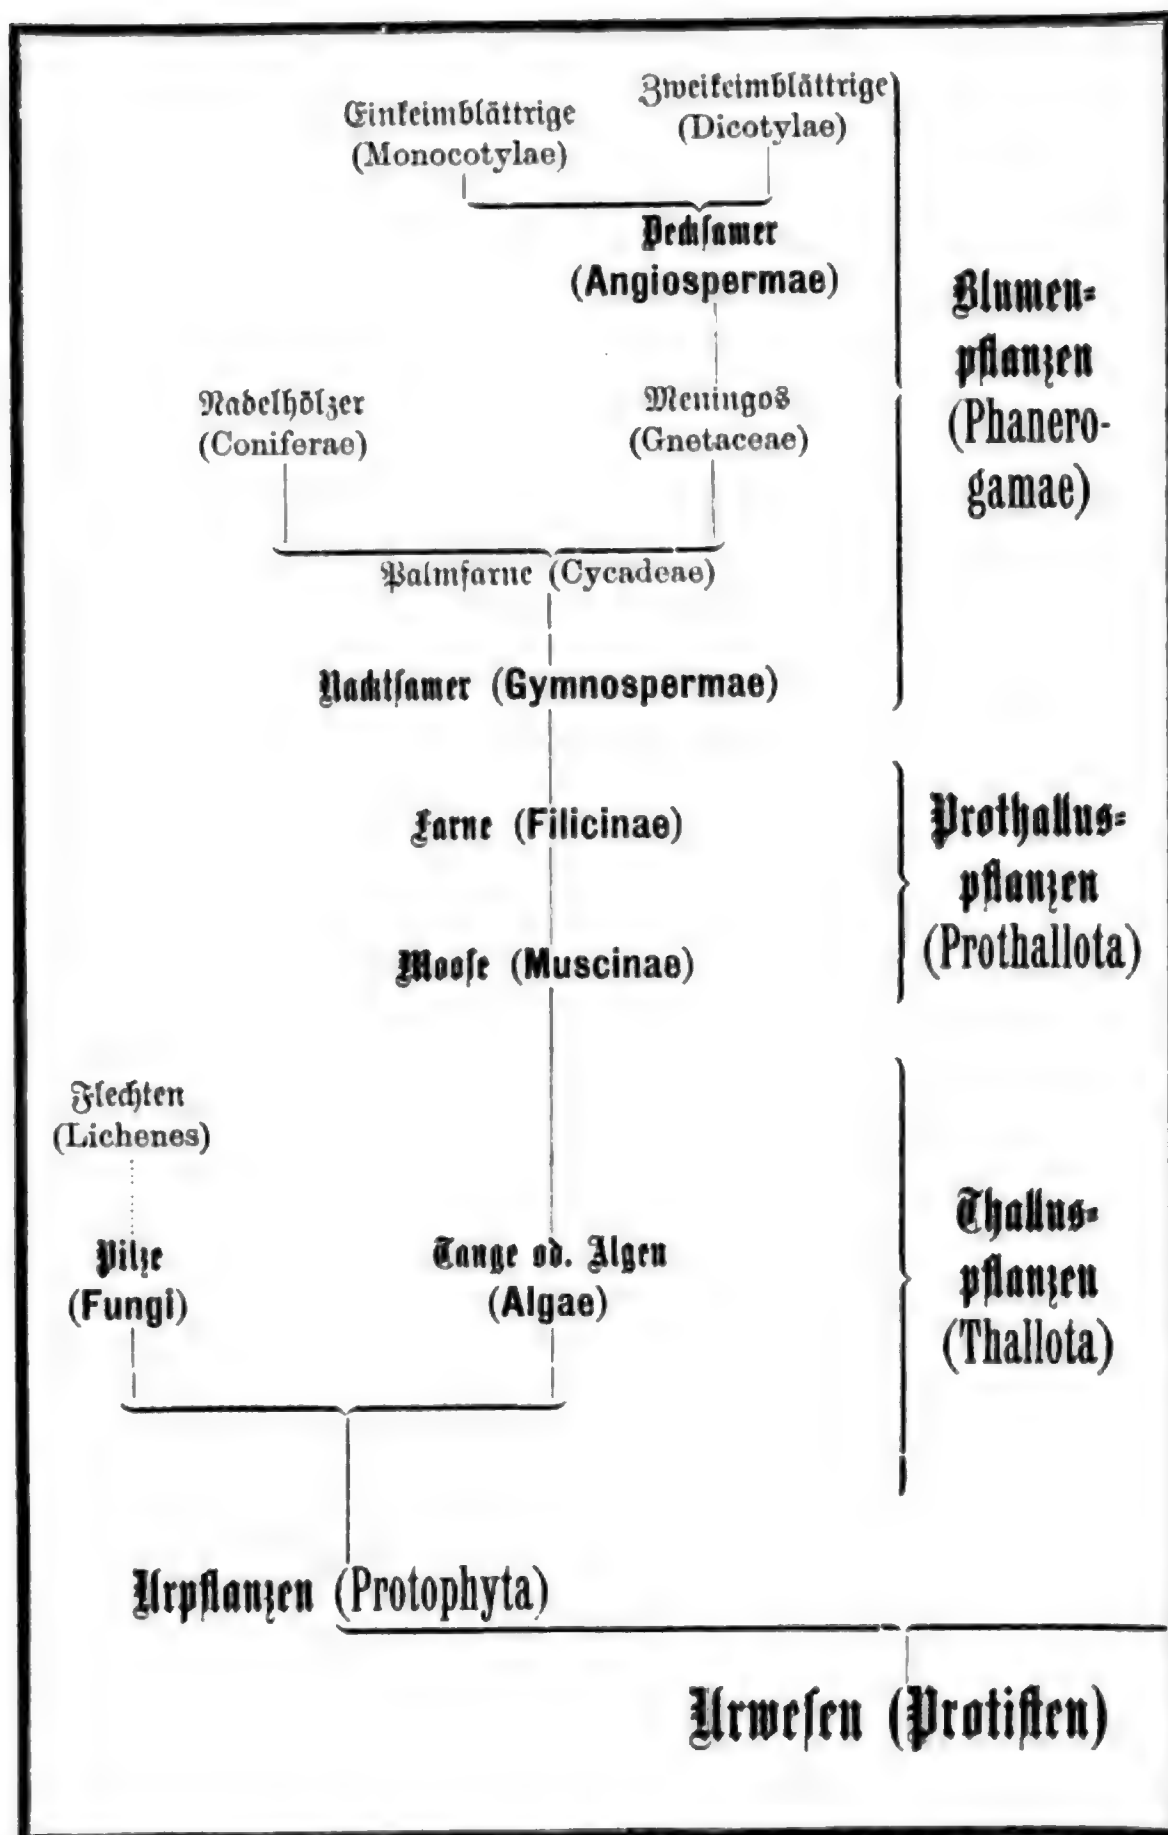 Einkeimblättrige
(Monocotylae)
Zweikeimblättrige
(Dicotylae)
Decksamer
(Angiospermae)
Nadelhölzer
(Coniferae)
Meningos
(Gnetaceae)
Palmfarne (Cycadeae)
Nacktsamer (Gymnospermae)
Blumen-
pflanzen
(Phanero-
gamae)
Farne (Filicinae)
Moose (Muscinae)
Prothallus-
pflanzen
(Prothallota)
Flechten
(Lichenes)
Pilze
(Fungi)
Tange od. Algen
(Algae)
Thallus-
pflanzen
(Thallota)
Urpflanzen (Protophyta)
Urwesen (Protisten)